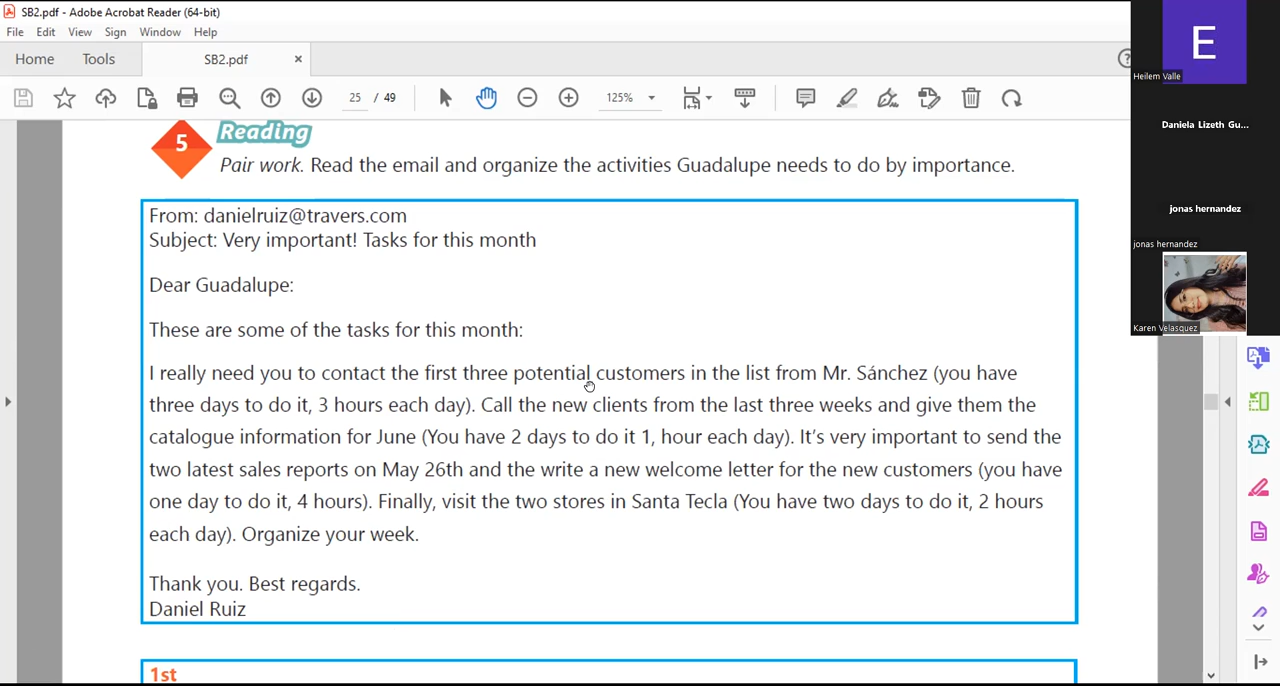 SB2.pdf - Adobe Acrobat Reader (64-bit)
File Edit View Sign Window Help
Home Tools SB2.pdf ×
25 / 49 125%
5 Reading
Pair work. Read the email and organize the activities Guadalupe needs to do by importance.
From: danielruiz@travers.com
Subject: Very important! Tasks for this month
Dear Guadalupe:
These are some of the tasks for this month:
I really need you to contact the first three potential customers in the list from Mr. Sánchez (you have
three days to do it, 3 hours each day). Call the new clients from the last three weeks and give them the
catalogue information for June (You have 2 days to do it 1, hour each day). It's very important to send the
two latest sales reports on May 26th and the write a new welcome letter for the new customers (you have
one day to do it, 4 hours). Finally, visit the two stores in Santa Tecla (You have two days to do it, 2 hours
each day). Organize your week.
Thank you. Best regards.
Daniel Ruiz
1st
E
Heilem Valle
Daniela Lizeth Gu...
jonas hernandez
jonas hernandez
Karen Velasquez